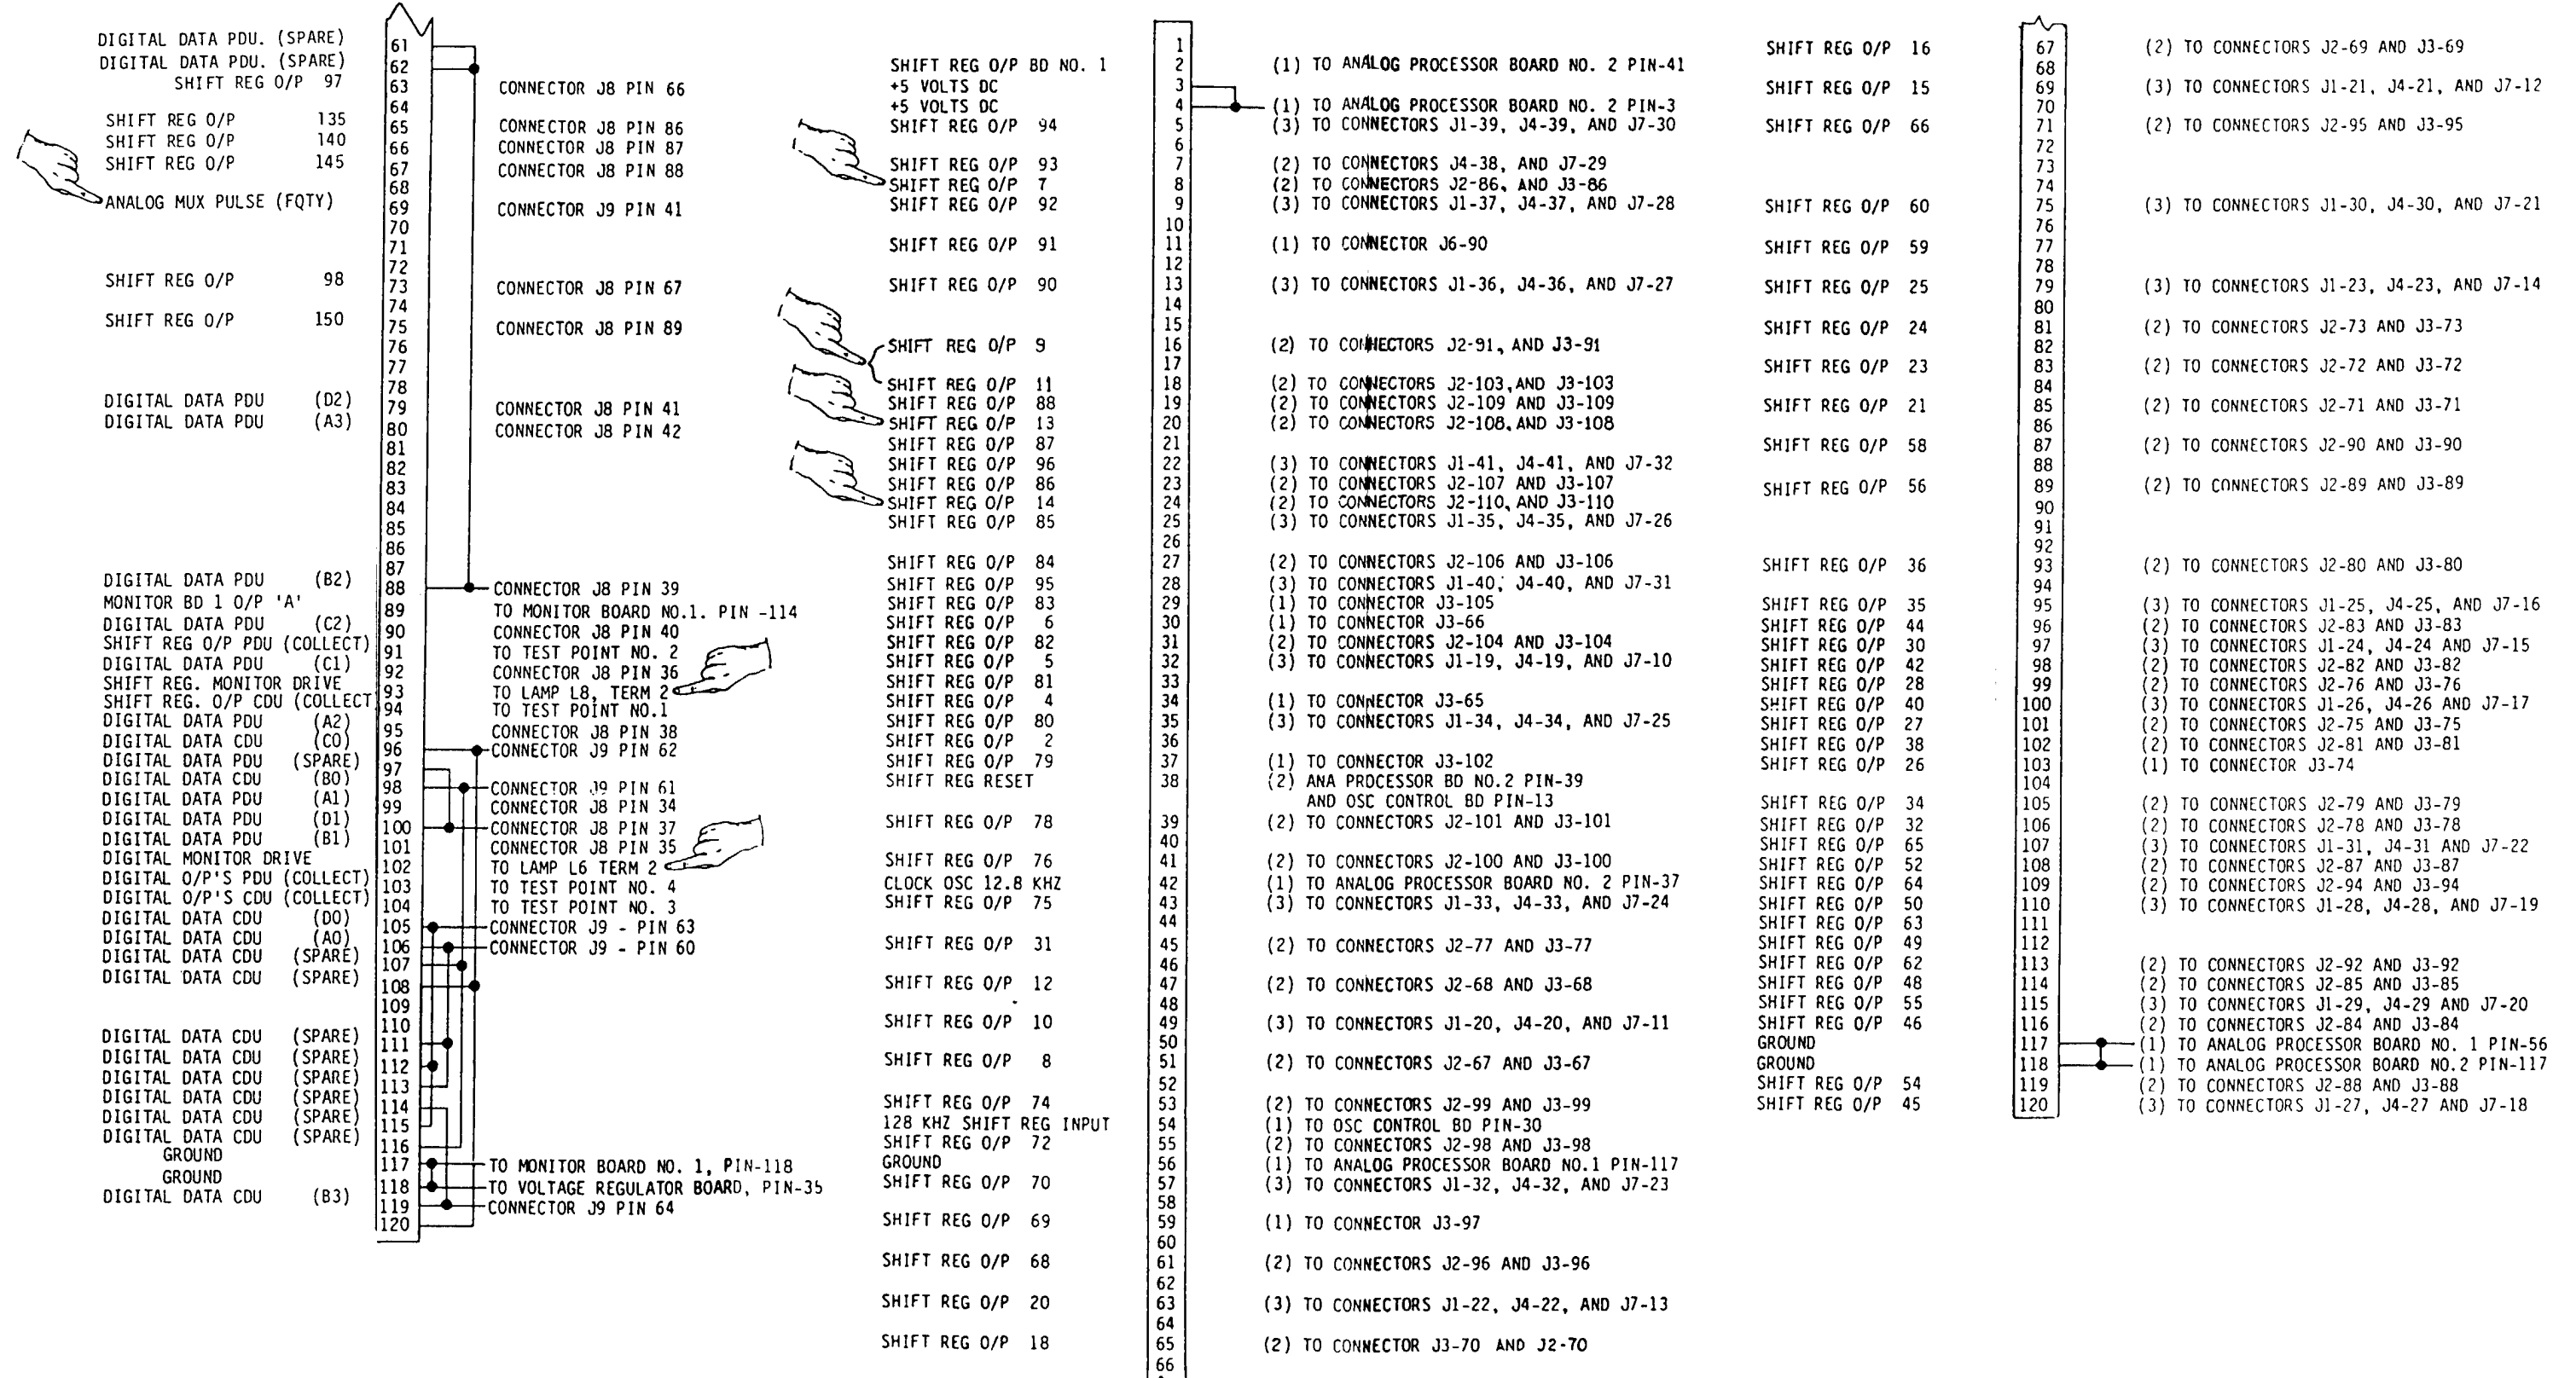 DIGITAL DATA PDU. (SPARE) 61
DIGITAL DATA PDU. (SPARE) 62
SHIFT REG O/P 97 63 CONNECTOR J8 PIN 66
64
SHIFT REG O/P 135 65 CONNECTOR J8 PIN 86
SHIFT REG O/P 140 66 CONNECTOR J8 PIN 87
SHIFT REG O/P 145 67 CONNECTOR J8 PIN 88
68
ANALOG MUX PULSE (FQTY) 69 CONNECTOR J9 PIN 41
70
71
72
SHIFT REG O/P 98 73 CONNECTOR J8 PIN 67
74
SHIFT REG O/P 150 75 CONNECTOR J8 PIN 89
76
77
78
DIGITAL DATA PDU (D2) 79 CONNECTOR J8 PIN 41
DIGITAL DATA PDU (A3) 80 CONNECTOR J8 PIN 42
81
82
83
84
85
86
87
DIGITAL DATA PDU (B2) 88 CONNECTOR J8 PIN 39
MONITOR BD 1 O/P 'A' 89 TO MONITOR BOARD NO.1. PIN -114
DIGITAL DATA PDU (C2) 90 CONNECTOR J8 PIN 40
SHIFT REG O/P PDU (COLLECT) 91 TO TEST POINT NO. 2
DIGITAL DATA PDU (C1) 92 CONNECTOR J8 PIN 36
SHIFT REG. MONITOR DRIVE 93 TO LAMP L8, TERM 2
SHIFT REG. O/P CDU (COLLECT 94 TO TEST POINT NO.1
DIGITAL DATA PDU (A2) 95 CONNECTOR J8 PIN 38
DIGITAL DATA CDU (C0) 96 CONNECTOR J9 PIN 62
DIGITAL DATA PDU (SPARE) 97
DIGITAL DATA CDU (B0) 98 CONNECTOR J9 PIN 61
DIGITAL DATA PDU (A1) 99 CONNECTOR J8 PIN 34
DIGITAL DATA PDU (D1) 100 CONNECTOR J8 PIN 37
DIGITAL DATA PDU (B1) 101 CONNECTOR J8 PIN 35
DIGITAL MONITOR DRIVE 102 TO LAMP L6 TERM 2
DIGITAL O/P'S PDU (COLLECT) 103 TO TEST POINT NO. 4
DIGITAL O/P'S CDU (COLLECT) 104 TO TEST POINT NO. 3
DIGITAL DATA CDU (D0) 105 CONNECTOR J9 - PIN 63
DIGITAL DATA CDU (A0) 106 CONNECTOR J9 - PIN 60
DIGITAL DATA CDU (SPARE) 107
DIGITAL DATA CDU (SPARE) 108
109
110
DIGITAL DATA CDU (SPARE) 111
DIGITAL DATA CDU (SPARE) 112
DIGITAL DATA CDU (SPARE) 113
DIGITAL DATA CDU (SPARE) 114
DIGITAL DATA CDU (SPARE) 115
DIGITAL DATA CDU (SPARE) 116
GROUND 117 TO MONITOR BOARD NO. 1, PIN-118
GROUND 118 TO VOLTAGE REGULATOR BOARD, PIN-35
DIGITAL DATA CDU (B3) 119 CONNECTOR J9 PIN 64
120
1
SHIFT REG O/P BD NO. 1 2 (1) TO ANALOG PROCESSOR BOARD NO. 2 PIN-41
+5 VOLTS DC 3
+5 VOLTS DC 4 (1) TO ANALOG PROCESSOR BOARD NO. 2 PIN-3
SHIFT REG O/P 94 5 (3) TO CONNECTORS J1-39, J4-39, AND J7-30
6
SHIFT REG O/P 93 7 (2) TO CONNECTORS J4-38, AND J7-29
SHIFT REG O/P 7 8 (2) TO CONNECTORS J2-86, AND J3-86
SHIFT REG O/P 92 9 (3) TO CONNECTORS J1-37, J4-37, AND J7-28
10
SHIFT REG O/P 91 11 (1) TO CONNECTOR J6-90
12
SHIFT REG O/P 90 13 (3) TO CONNECTORS J1-36, J4-36, AND J7-27
14
15
SHIFT REG O/P 9 16 (2) TO CONNECTORS J2-91, AND J3-91
17
SHIFT REG O/P 11 18 (2) TO CONNECTORS J2-103, AND J3-103
SHIFT REG O/P 88 19 (2) TO CONNECTORS J2-109 AND J3-109
SHIFT REG O/P 13 20 (2) TO CONNECTORS J2-108, AND J3-108
SHIFT REG O/P 87 21
SHIFT REG O/P 96 22 (3) TO CONNECTORS J1-41, J4-41, AND J7-32
SHIFT REG O/P 86 23 (2) TO CONNECTORS J2-107 AND J3-107
SHIFT REG O/P 14 24 (2) TO CONNECTORS J2-110, AND J3-110
SHIFT REG O/P 85 25 (3) TO CONNECTORS J1-35, J4-35, AND J7-26
26
SHIFT REG O/P 84 27 (2) TO CONNECTORS J2-106 AND J3-106
SHIFT REG O/P 95 28 (3) TO CONNECTORS J1-40, J4-40, AND J7-31
SHIFT REG O/P 83 29 (1) TO CONNECTOR J3-105
SHIFT REG O/P 6 30 (1) TO CONNECTOR J3-66
SHIFT REG O/P 82 31 (2) TO CONNECTORS J2-104 AND J3-104
SHIFT REG O/P 5 32 (3) TO CONNECTORS J1-19, J4-19, AND J7-10
SHIFT REG O/P 81 33
SHIFT REG O/P 4 34 (1) TO CONNECTOR J3-65
SHIFT REG O/P 80 35 (3) TO CONNECTORS J1-34, J4-34, AND J7-25
SHIFT REG O/P 2 36
SHIFT REG O/P 79 37 (1) TO CONNECTOR J3-102
SHIFT REG RESET 38 (2) ANA PROCESSOR BD NO.2 PIN-39
AND OSC CONTROL BD PIN-13
SHIFT REG O/P 78 39 (2) TO CONNECTORS J2-101 AND J3-101
40
SHIFT REG O/P 76 41 (2) TO CONNECTORS J2-100 AND J3-100
CLOCK OSC 12.8 KHZ 42 (1) TO ANALOG PROCESSOR BOARD NO. 2 PIN-37
SHIFT REG O/P 75 43 (3) TO CONNECTORS J1-33, J4-33, AND J7-24
44
SHIFT REG O/P 31 45 (2) TO CONNECTORS J2-77 AND J3-77
46
SHIFT REG O/P 12 47 (2) TO CONNECTORS J2-68 AND J3-68
48
SHIFT REG O/P 10 49 (3) TO CONNECTORS J1-20, J4-20, AND J7-11
50
SHIFT REG O/P 8 51 (2) TO CONNECTORS J2-67 AND J3-67
52
SHIFT REG O/P 74 53 (2) TO CONNECTORS J2-99 AND J3-99
128 KHZ SHIFT REG INPUT 54 (1) TO OSC CONTROL BD PIN-30
SHIFT REG O/P 72 55 (2) TO CONNECTORS J2-98 AND J3-98
GROUND 56 (1) TO ANALOG PROCESSOR BOARD NO.1 PIN-117
SHIFT REG O/P 70 57 (3) TO CONNECTORS J1-32, J4-32, AND J7-23
58
SHIFT REG O/P 69 59 (1) TO CONNECTOR J3-97
60
SHIFT REG O/P 68 61 (2) TO CONNECTORS J2-96 AND J3-96
62
SHIFT REG O/P 20 63 (3) TO CONNECTORS J1-22, J4-22, AND J7-13
64
SHIFT REG O/P 18 65 (2) TO CONNECTOR J3-70 AND J2-70
66
SHIFT REG O/P 16 67 (2) TO CONNECTORS J2-69 AND J3-69
68
SHIFT REG O/P 15 69 (3) TO CONNECTORS J1-21, J4-21, AND J7-12
70
SHIFT REG O/P 66 71 (2) TO CONNECTORS J2-95 AND J3-95
72
73
74
SHIFT REG O/P 60 75 (3) TO CONNECTORS J1-30, J4-30, AND J7-21
76
SHIFT REG O/P 59 77
78
SHIFT REG O/P 25 79 (3) TO CONNECTORS J1-23, J4-23, AND J7-14
80
SHIFT REG O/P 24 81 (2) TO CONNECTORS J2-73 AND J3-73
82
SHIFT REG O/P 23 83 (2) TO CONNECTORS J2-72 AND J3-72
84
SHIFT REG O/P 21 85 (2) TO CONNECTORS J2-71 AND J3-71
86
SHIFT REG O/P 58 87 (2) TO CONNECTORS J2-90 AND J3-90
88
SHIFT REG O/P 56 89 (2) TO CONNECTORS J2-89 AND J3-89
90
91
92
SHIFT REG O/P 36 93 (2) TO CONNECTORS J2-80 AND J3-80
94
SHIFT REG O/P 35 95 (3) TO CONNECTORS J1-25, J4-25, AND J7-16
SHIFT REG O/P 44 96 (2) TO CONNECTORS J2-83 AND J3-83
SHIFT REG O/P 30 97 (3) TO CONNECTORS J1-24, J4-24 AND J7-15
SHIFT REG O/P 42 98 (2) TO CONNECTORS J2-82 AND J3-82
SHIFT REG O/P 28 99 (2) TO CONNECTORS J2-76 AND J3-76
SHIFT REG O/P 40 100 (3) TO CONNECTORS J1-26, J4-26 AND J7-17
SHIFT REG O/P 27 101 (2) TO CONNECTORS J2-75 AND J3-75
SHIFT REG O/P 38 102 (2) TO CONNECTORS J2-81 AND J3-81
SHIFT REG O/P 26 103 (1) TO CONNECTOR J3-74
104
SHIFT REG O/P 34 105 (2) TO CONNECTORS J2-79 AND J3-79
SHIFT REG O/P 32 106 (2) TO CONNECTORS J2-78 AND J3-78
SHIFT REG O/P 65 107 (3) TO CONNECTORS J1-31, J4-31 AND J7-22
SHIFT REG O/P 52 108 (2) TO CONNECTORS J2-87 AND J3-87
SHIFT REG O/P 64 109 (2) TO CONNECTORS J2-94 AND J3-94
SHIFT REG O/P 50 110 (3) TO CONNECTORS J1-28, J4-28, AND J7-19
SHIFT REG O/P 63 111
SHIFT REG O/P 49 112
SHIFT REG O/P 62 113 (2) TO CONNECTORS J2-92 AND J3-92
SHIFT REG O/P 48 114 (2) TO CONNECTORS J2-85 AND J3-85
SHIFT REG O/P 55 115 (3) TO CONNECTORS J1-29, J4-29 AND J7-20
SHIFT REG O/P 46 116 (2) TO CONNECTORS J2-84 AND J3-84
GROUND 117 (1) TO ANALOG PROCESSOR BOARD NO. 1 PIN-56
GROUND 118 (1) TO ANALOG PROCESSOR BOARD NO.2 PIN-117
SHIFT REG O/P 54 119 (2) TO CONNECTORS J2-88 AND J3-88
SHIFT REG O/P 45 120 (3) TO CONNECTORS J1-27, J4-27 AND J7-18